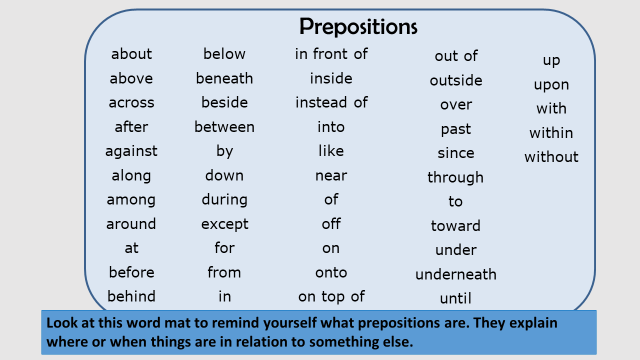 Prepositions
about
above
across
after
against
along
among
around
at
before
behind
below
beneath
beside
between
by
down
during
except
for
from
in
in front of
inside
instead of
into
like
near
of
off
on
onto
on top of
out of
outside
over
past
since
through
to
toward
under
underneath
until
up
upon
with
within
without
Look at this word mat to remind yourself what prepositions are. They explain
where or when things are in relation to something else.